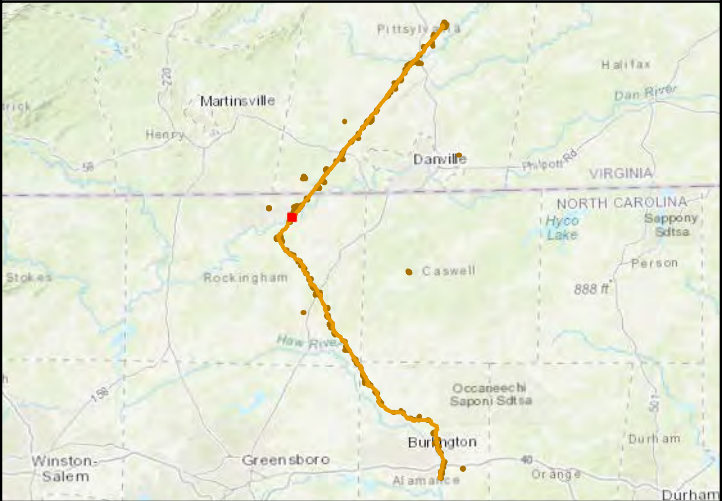 Pittsylvania
Halifax
220
Martinsville
Dan River
trick
Henry
58
Danville
Philpott Rd
VIRGINIA
NORTH CAROLINA
Hyco
Lake
Sappony
Sdtsa
Stokes
Rockingham
Caswell
Person
888 ft
Haw River
h
158
Occaneechi
Saponi Sdtsa
501
Burlington
Durham
Winston-
Salem
Greensboro
40
Alamance
Orange
Durham